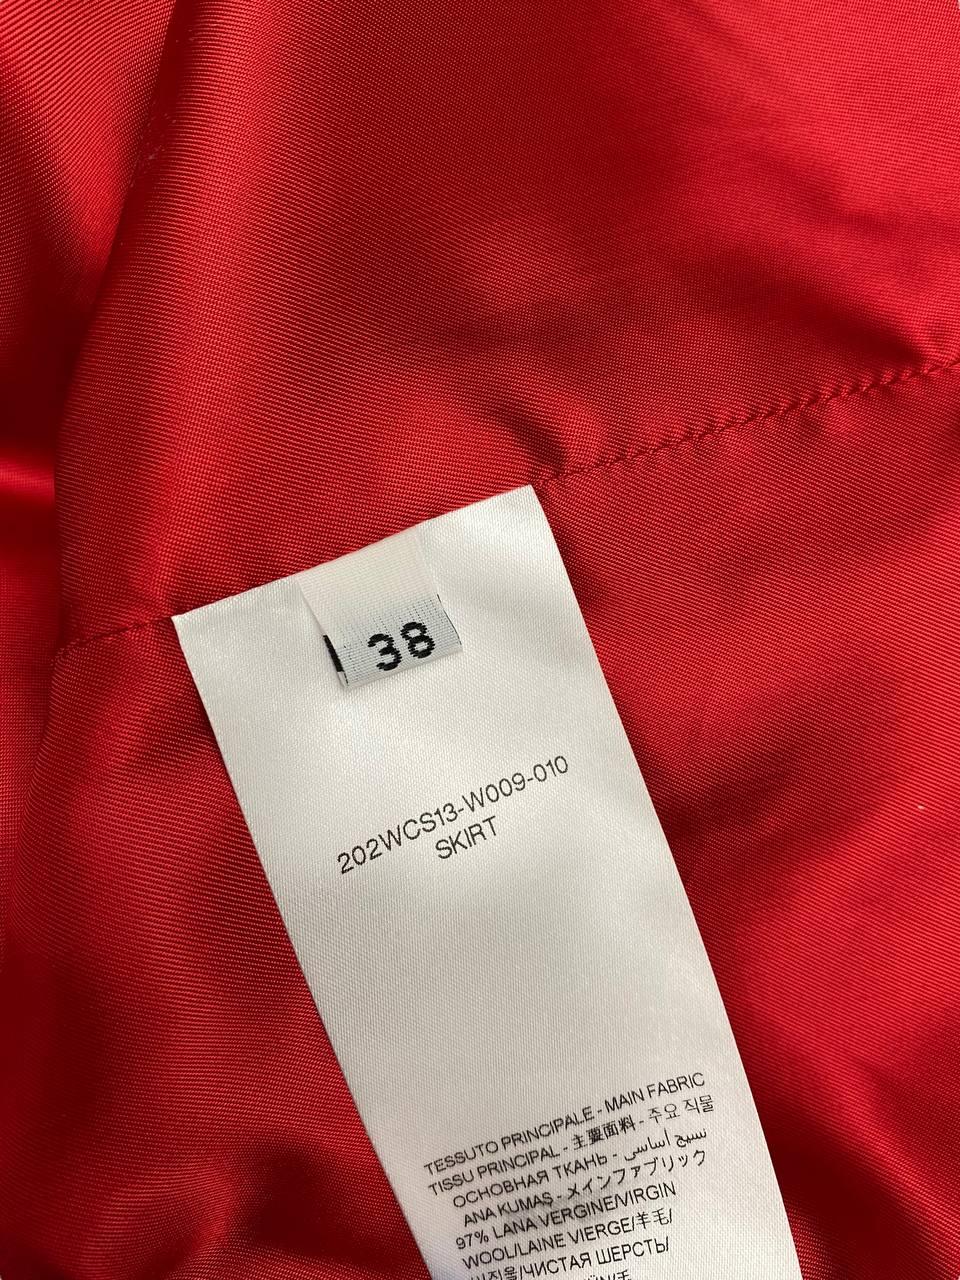 38
202WCS13-W009-010
SKIRT
TESSUTO PRINCIPALE - MAIN FABRIC
TISSU PRINCIPAL - 主要面料 - 주요 직물
ОСНОВНАЯ ТКАНЬ - نسيج أساسي
ANA KUMAŞ - メインファブリック
97% LANA VERGINE/VIRGIN
WOOL/LAINE VIERGE/羊毛/
/ЧИСТАЯ ШЕРСТЬ/